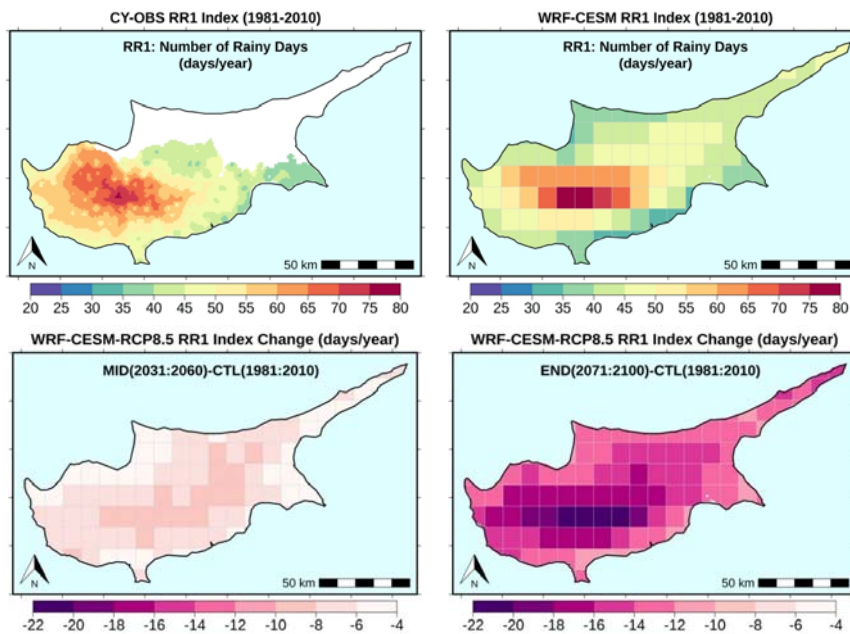 CY-OBS RR1 Index (1981-2010)
RR1: Number of Rainy Days
(days/year)
N
50 km
20 25 30 35 40 45 50 55 60 65 70 75 80
WRF-CESM RR1 Index (1981-2010)
RR1: Number of Rainy Days
(days/year)
N
50 km
20 25 30 35 40 45 50 55 60 65 70 75 80
WRF-CESM-RCP8.5 RR1 Index Change (days/year)
MID(2031:2060)-CTL(1981:2010)
N
50 km
-22 -20 -18 -16 -14 -12 -10 -8 -6 -4
WRF-CESM-RCP8.5 RR1 Index Change (days/year)
END(2071:2100)-CTL(1981:2010)
N
50 km
-22 -20 -18 -16 -14 -12 -10 -8 -6 -4